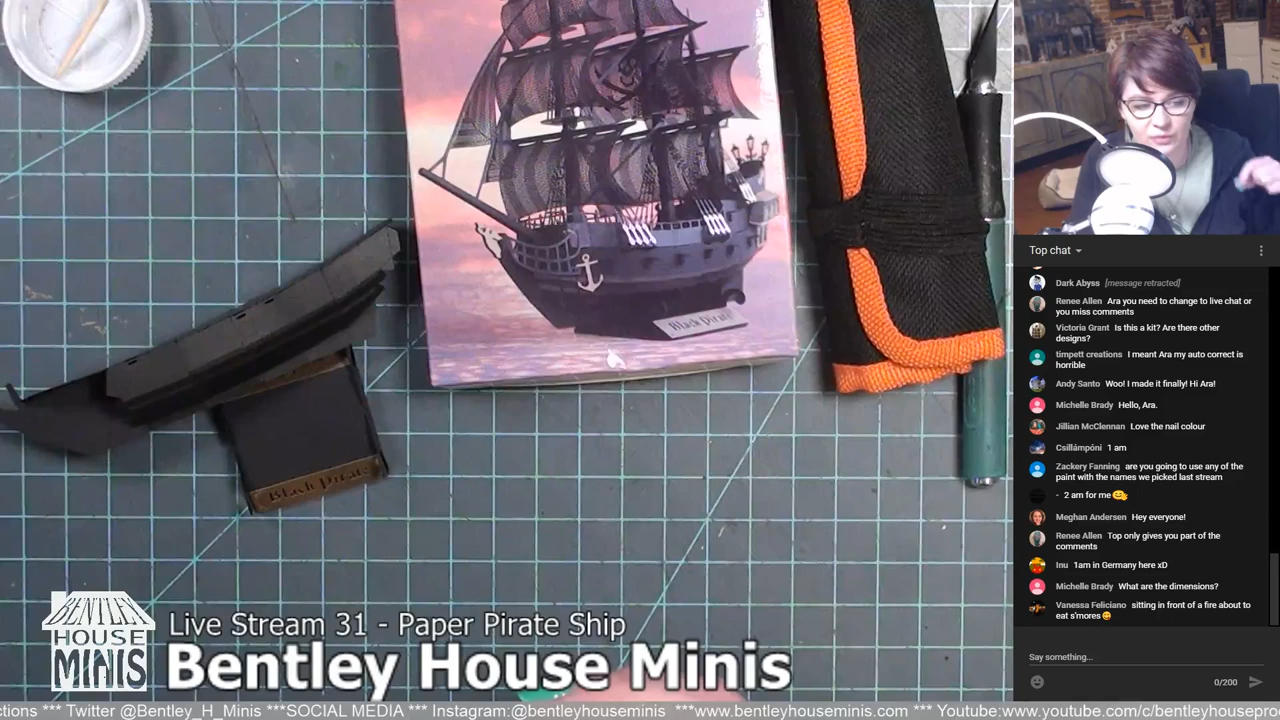 Black Pirate
Black Pirate
BENTLEY
HOUSE
MINIS
Live Stream 31 - Paper Pirate Ship
Bentley House Minis
ctions *** Twitter @Bentley_H_Minis ***SOCIAL MEDIA *** Instagram:@bentleyhouseminis ***www.bentleyhouseminis.com *** Youtube:www.youtube.com/c/bentleyhousepro
Top chat
Dark Abyss [message retracted]
Renee Allen Ara you need to change to live chat or
you miss comments
Victoria Grant Is this a kit? Are there other
designs?
timpett creations I meant Ara my auto correct is
horrible
Andy Santo Woo! I made it finally! Hi Ara!
Michelle Brady Hello, Ara.
Jillian McClennan Love the nail colour
Csillámpóni 1 am
Zackery Fanning are you going to use any of the
paint with the names we picked last stream
- 2 am for me
Meghan Andersen Hey everyone!
Renee Allen Top only gives you part of the
comments
Inu 1am in Germany here xD
Michelle Brady What are the dimensions?
Vanessa Feliciano sitting in front of a fire about to
eat s'mores
Say something...
0/200